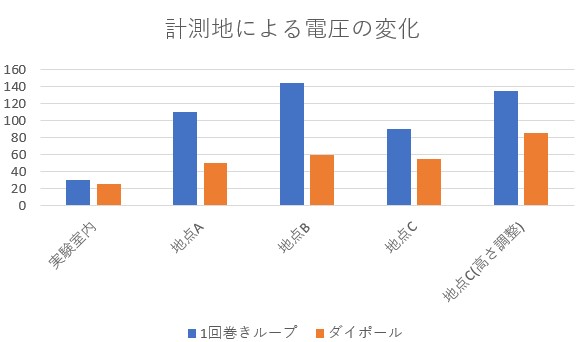 計測地による電圧の変化
160
140
120
100
80
60
40
20
0
実験室内
地点A
地点B
地点C
地点C(高さ調整)
1回巻きループ
ダイポール